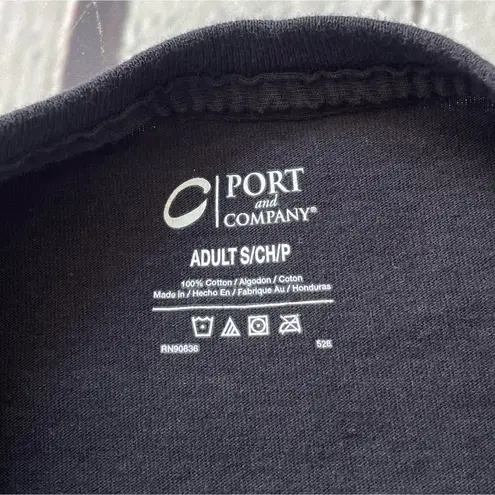 PORT
and
COMPANY®
ADULT S/CH/P
100% Cotton / Algodon / Coton
Made in / Hecho En / Fabrique Au / Honduras
RN90836 528